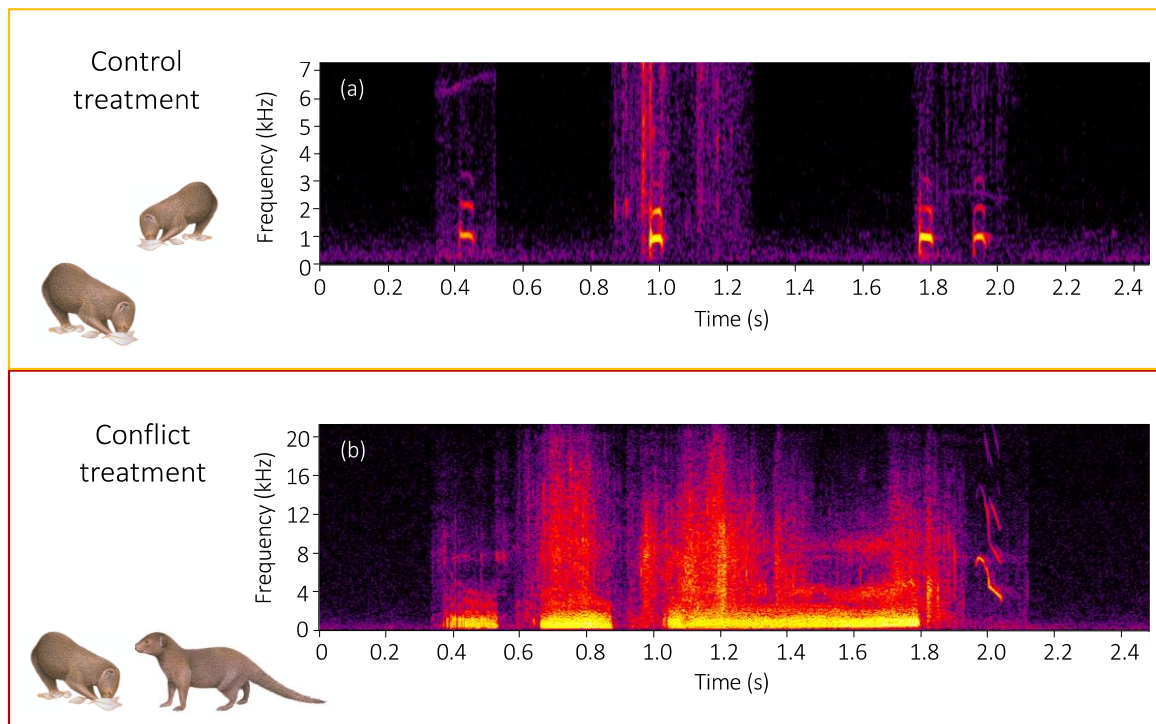 Control
treatment
(a)
Frequency (kHz)
7
6
5
4
3
2
1
0
0 0.2 0.4 0.6 0.8 1.0 1.2 1.4 1.6 1.8 2.0 2.2 2.4
Time (s)
Conflict
treatment
(b)
Frequency (kHz)
20
16
12
8
4
0
0 0.2 0.4 0.6 0.8 1.0 1.2 1.4 1.6 1.8 2.0 2.2 2.4
Time (s)